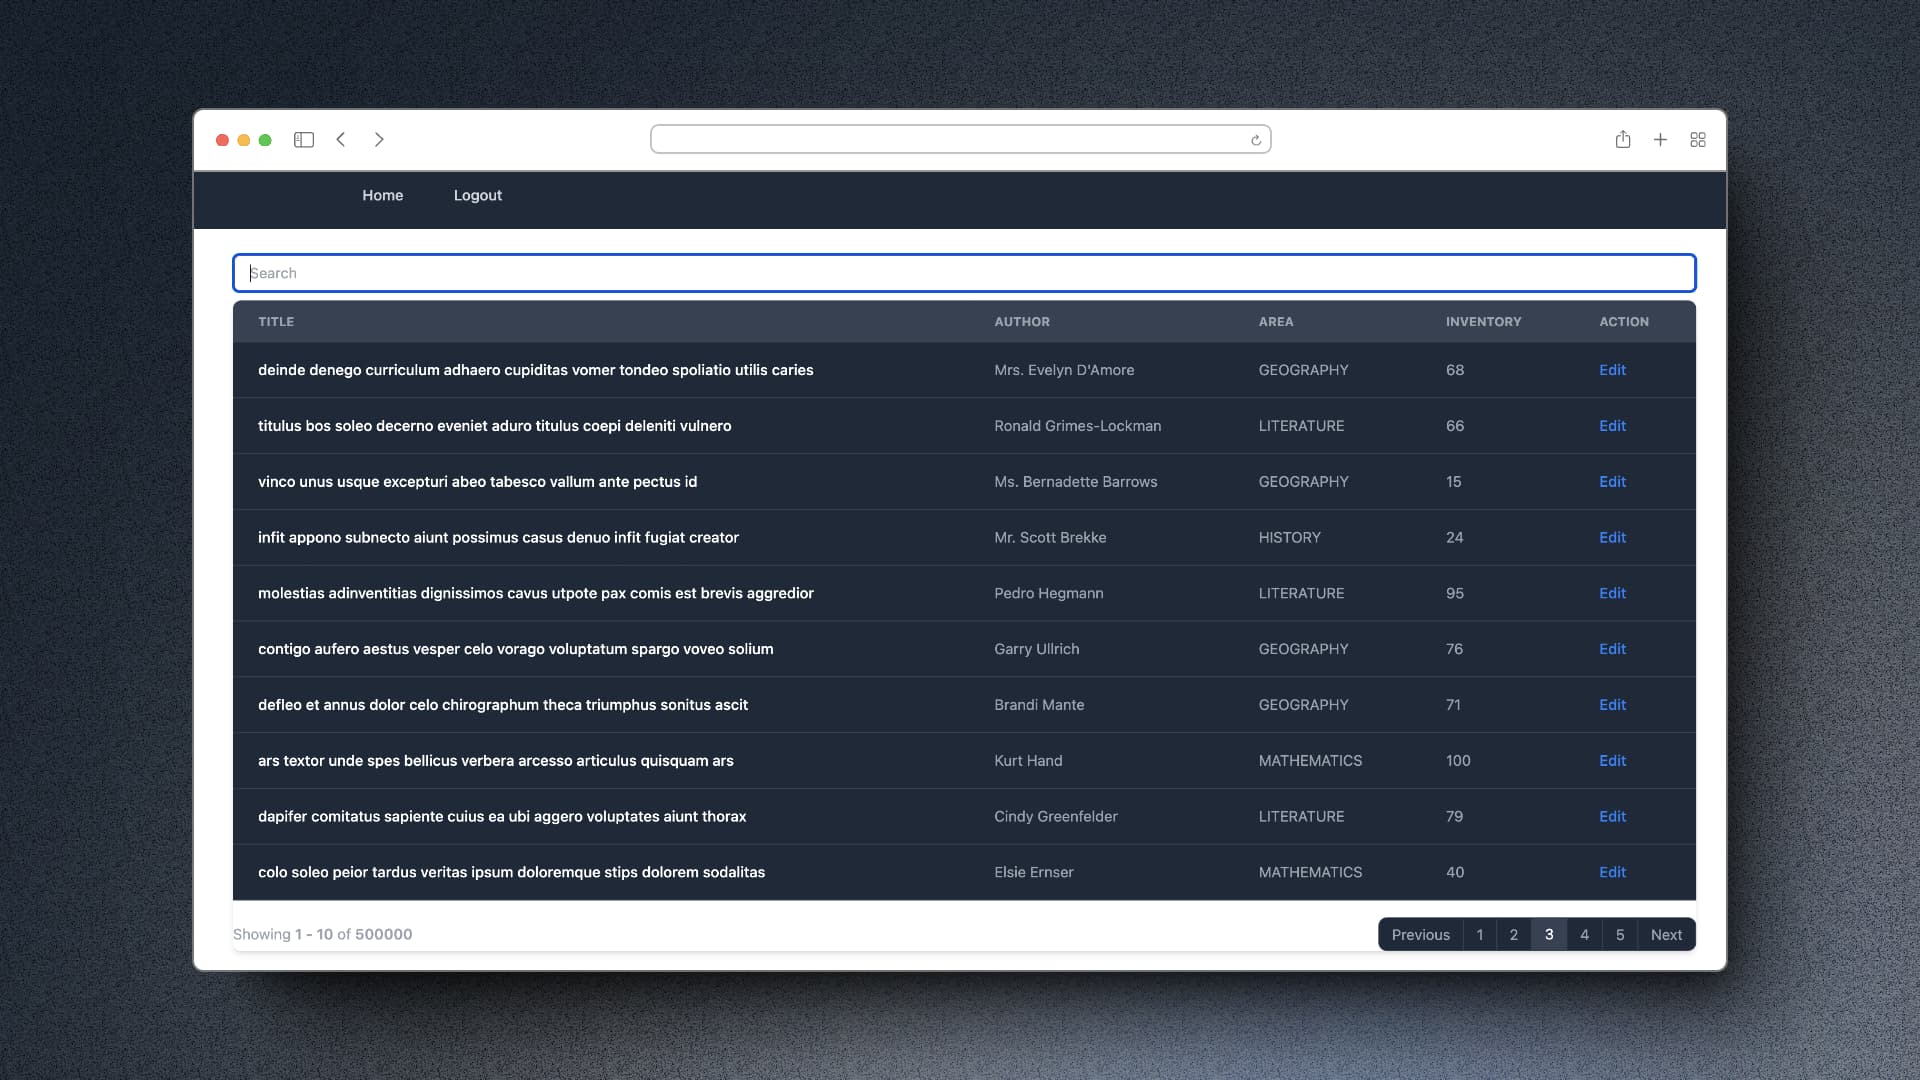 Home Logout
Search
TITLE AUTHOR AREA INVENTORY ACTION
deinde denego curriculum adhaero cupiditas vomer tondeo spoliatio utilis caries Mrs. Evelyn D'Amore GEOGRAPHY 68 Edit
titulus bos soleo decerno eveniet aduro titulus coepi deleniti vulnero Ronald Grimes-Lockman LITERATURE 66 Edit
vinco unus usque excepturi abeo tabesco vallum ante pectus id Ms. Bernadette Barrows GEOGRAPHY 15 Edit
infit appono subnecto aiunt possimus casus denuo infit fugiat creator Mr. Scott Brekke HISTORY 24 Edit
molestias adinventitias dignissimos cavus utpote pax comis est brevis aggredior Pedro Hegmann LITERATURE 95 Edit
contigo aufero aestus vesper celo vorago voluptatum spargo voveo solium Garry Ullrich GEOGRAPHY 76 Edit
defleo et annus dolor celo chirographum theca triumphus sonitus ascit Brandi Mante GEOGRAPHY 71 Edit
ars textor unde spes bellicus verbera arcesso articulus quisquam ars Kurt Hand MATHEMATICS 100 Edit
dapifer comitatus sapiente cuius ea ubi aggero voluptates aiunt thorax Cindy Greenfelder LITERATURE 79 Edit
colo soleo peior tardus veritas ipsum doloremque stips dolorem sodalitas Elsie Ernser MATHEMATICS 40 Edit
Showing 1 - 10 of 500000 Previous 1 2 3 4 5 Next